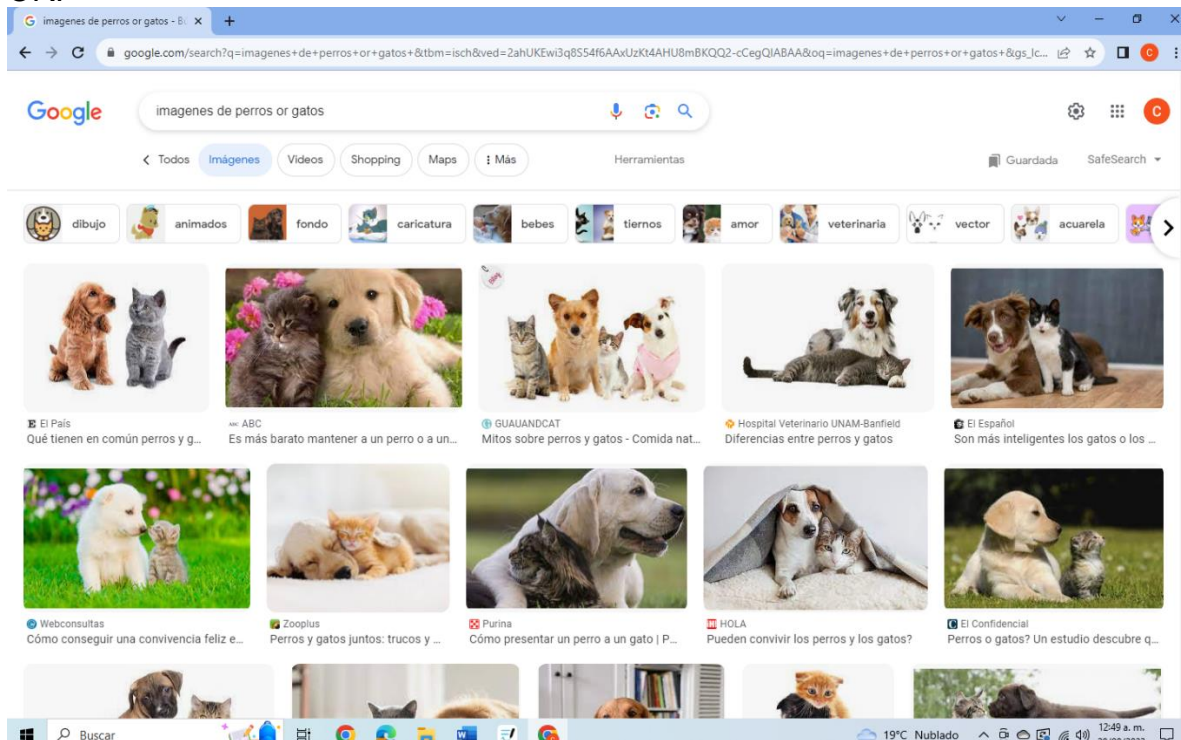 imagenes de perros or gatos - B
google.com/search?q=imagenes+de+perros+or+gatos+&tbm=isch&ved=2ahUKEwi3q8S54f6AAxUzKt4AHU8mBKQQ2-cCegQIABAA&oq=imagenes+de+perros+or+gatos+&gs_lc...
Google
imagenes de perros or gatos
C
Todos Imágenes Videos Shopping Maps Más Herramientas Guardada SafeSearch
dibujo animados fondo caricatura bebes tiernos amor veterinaria vector acuarela
El País ABC GUAUANDCAT Hospital Veterinario UNAM-Banfield El Español
Qué tienen en común perros y g... Es más barato mantener a un perro o a un... Mitos sobre perros y gatos - Comida nat... Diferencias entre perros y gatos Son más inteligentes los gatos o los ...
Webconsultas Zooplus Purina HOLA El Confidencial
Cómo conseguir una convivencia feliz e... Perros y gatos juntos: trucos y ... Cómo presentar un perro a un gato | P... Pueden convivir los perros y los gatos? Perros o gatos? Un estudio descubre q...
Buscar 19°C Nublado 12:49 a. m.